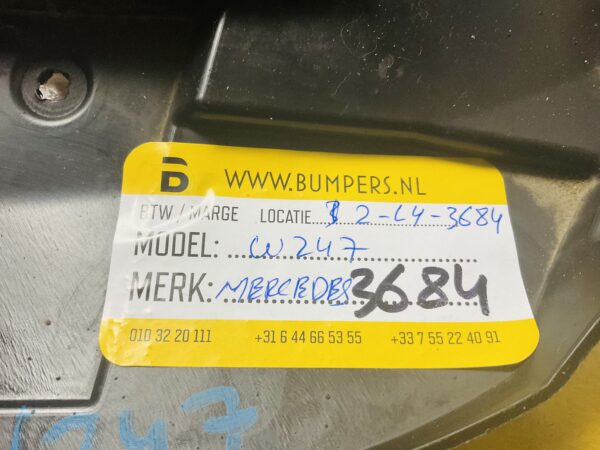 B WWW.BUMPERS.NL
BTW / MARGE LOCATIE 2-L4-3684
MODEL: W247
MERK: MERCEDES 3684
010 32 20 111 +31 6 44 66 53 55 +33 7 55 22 40 91